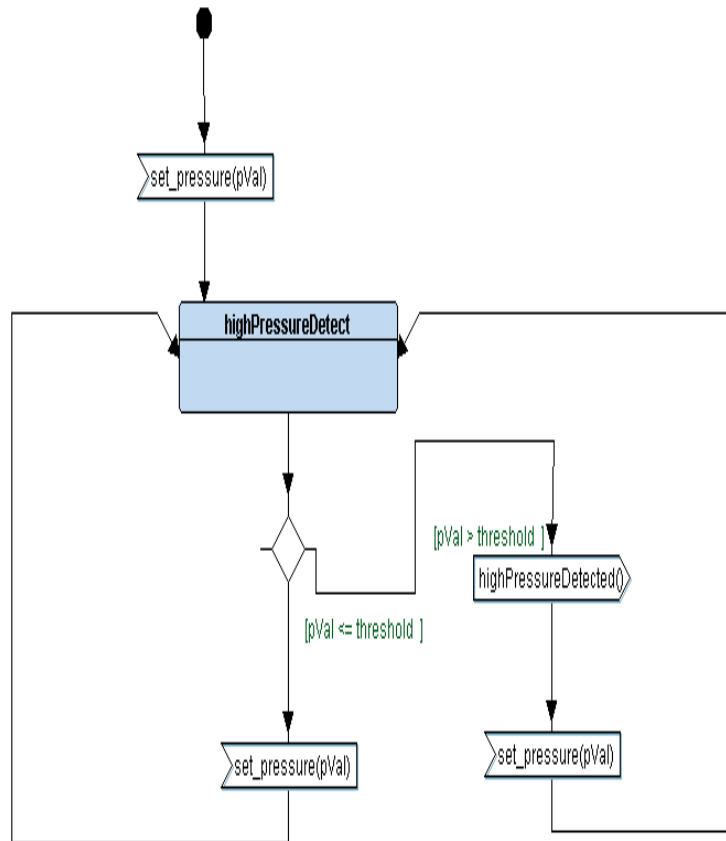 set_pressure(pVal)
highPressureDetect
[pVal > threshold ]
highPressureDetected()
[pVal <= threshold ]
set_pressure(pVal)
set_pressure(pVal)